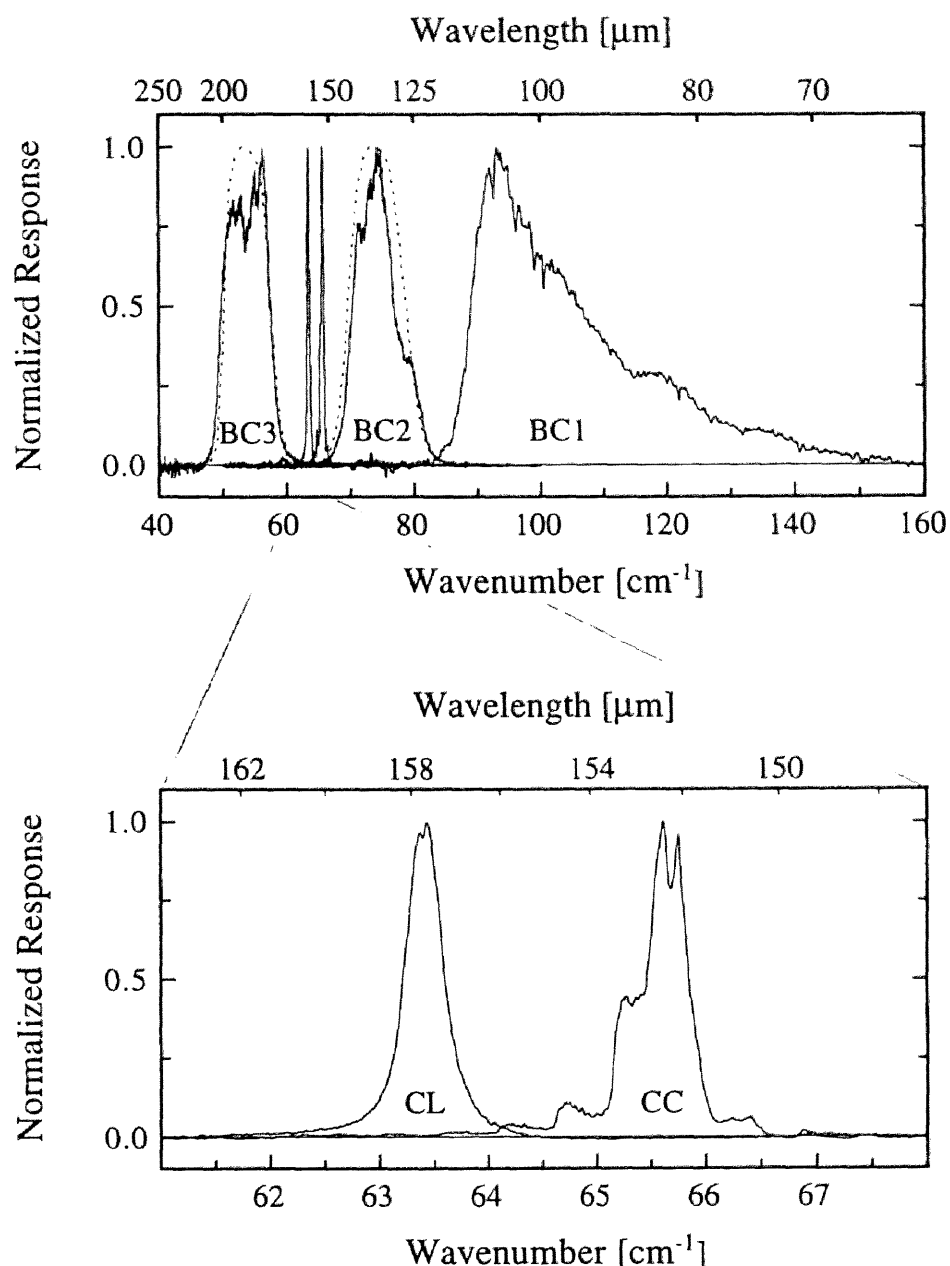 Wavelength [μm]
250 200 150 125 100 80 70
1.0
0.5
0.0
Normalized Response
BC3 BC2 BC1
40 60 80 100 120 140 160
Wavenumber [cm⁻¹]
Wavelength [μm]
162 158 154 150
1.0
0.5
0.0
Normalized Response
CL CC
62 63 64 65 66 67
Wavenumber [cm⁻¹]